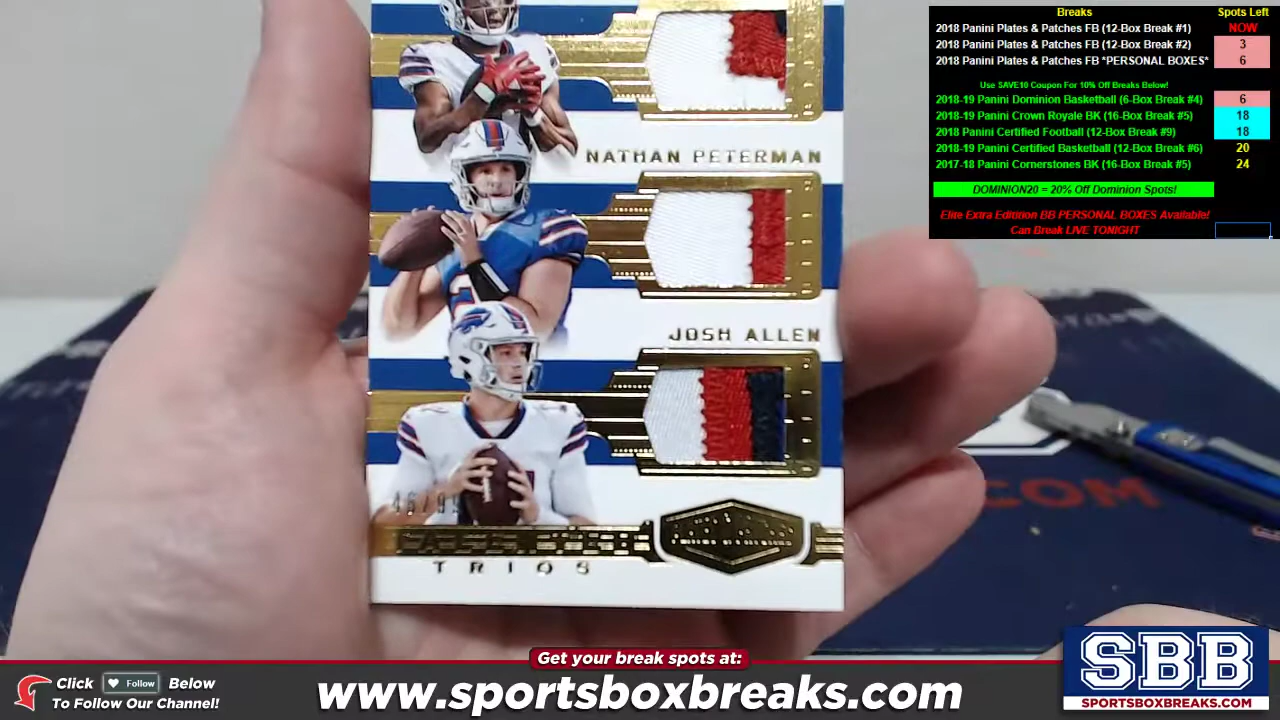 Breaks Spots Left
2018 Panini Plates & Patches FB (12-Box Break #1) NOW
2018 Panini Plates & Patches FB (12-Box Break #2) 3
2018 Panini Plates & Patches FB *PERSONAL BOXES* 6
Use SAVE10 Coupon For 10% Off Breaks Below!
2018-19 Panini Dominion Basketball (6-Box Break #4) 6
2018-19 Panini Crown Royale BK (16-Box Break #5) 18
2018 Panini Certified Football (12-Box Break #9) 18
2018-19 Panini Certified Basketball (12-Box Break #6) 20
2017-18 Panini Cornerstones BK (16-Box Break #5) 24
DOMINION20 = 20% Off Dominion Spots!
Elite Extra Edition BB PERSONAL BOXES Available!
Can Break LIVE TONIGHT
NATHAN PETERMAN
JOSH ALLEN
46/99
TRIOS
COM
Get your break spots at:
www.sportsboxbreaks.com
Click Follow Below
To Follow Our Channel!
SBB
SPORTSBOXBREAKS.COM